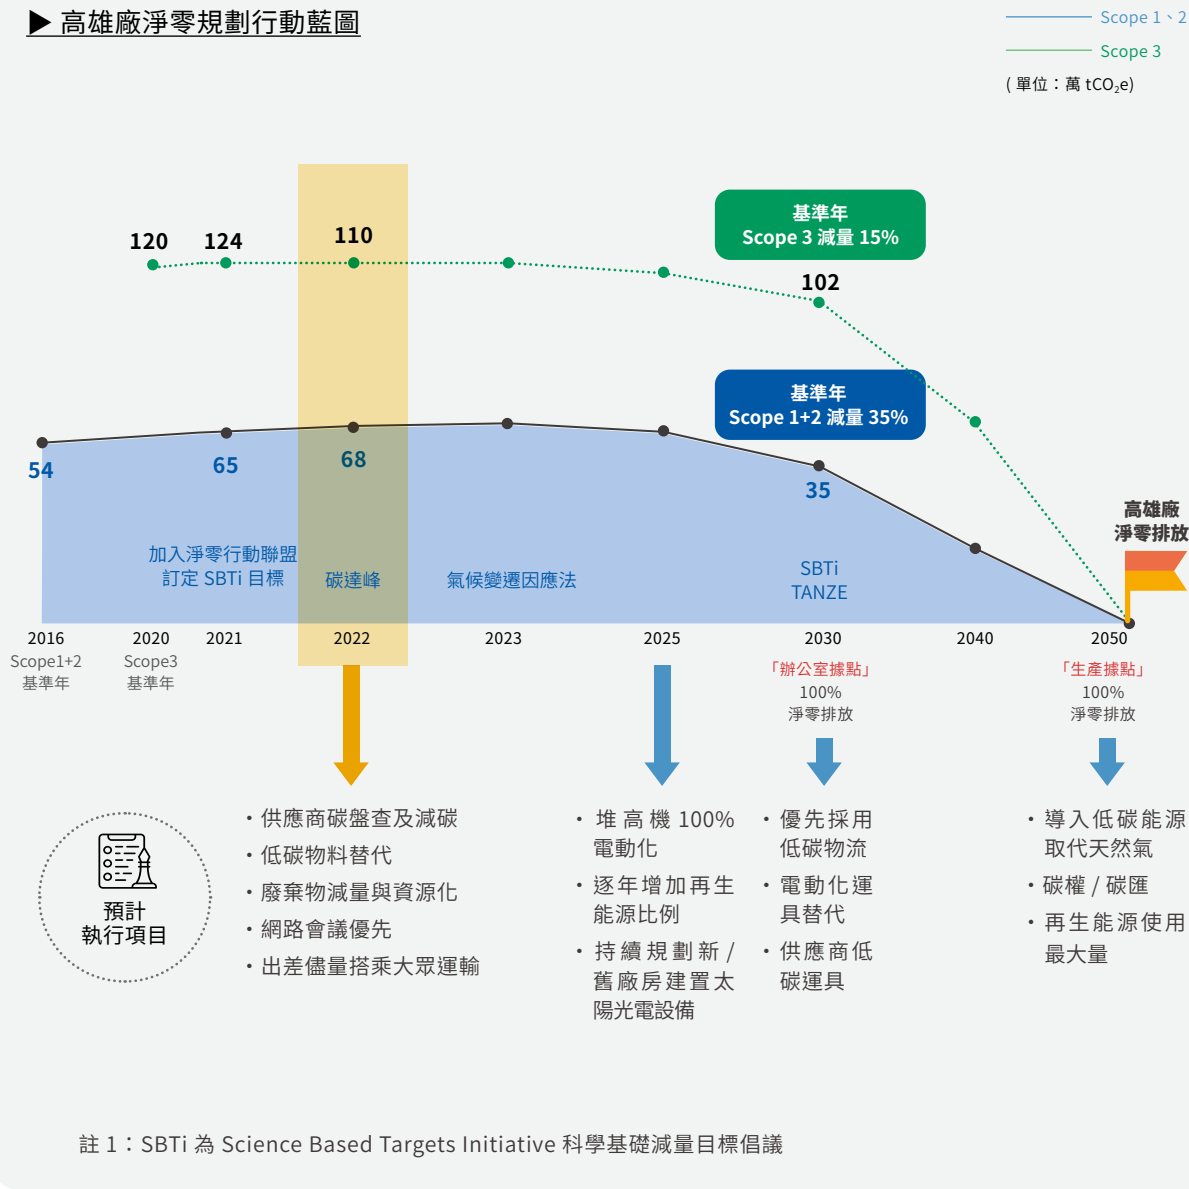 ▶ 高雄廠淨零規劃行動藍圖
Scope 1、2
Scope 3
( 單位：萬 tCO₂e)
基準年
Scope 3 減量 15%
120
124
110
102
基準年
Scope 1+2 減量 35%
54
65
68
35
高雄廠
淨零排放
加入淨零行動聯盟
訂定 SBTi 目標
碳達峰
氣候變遷因應法
SBTi
TANZE
2016
2020
2021
2022
2023
2025
2030
2040
2050
Scope1+2
基準年
Scope3
基準年
「辦公室據點」
100%
淨零排放
「生產據點」
100%
淨零排放
預計
執行項目
・供應商碳盤查及減碳
・低碳物料替代
・廢棄物減量與資源化
・網路會議優先
・出差儘量搭乘大眾運輸
・堆高機 100%
電動化
・逐年增加再生
能源比例
・持續規劃新 /
舊廠房建置太
陽光電設備
・優先採用
低碳物流
・電動化運
具替代
・供應商低
碳運具
・導入低碳能源
取代天然氣
・碳權 / 碳匯
・再生能源使用
最大量
註 1：SBTi 為 Science Based Targets Initiative 科學基礎減量目標倡議